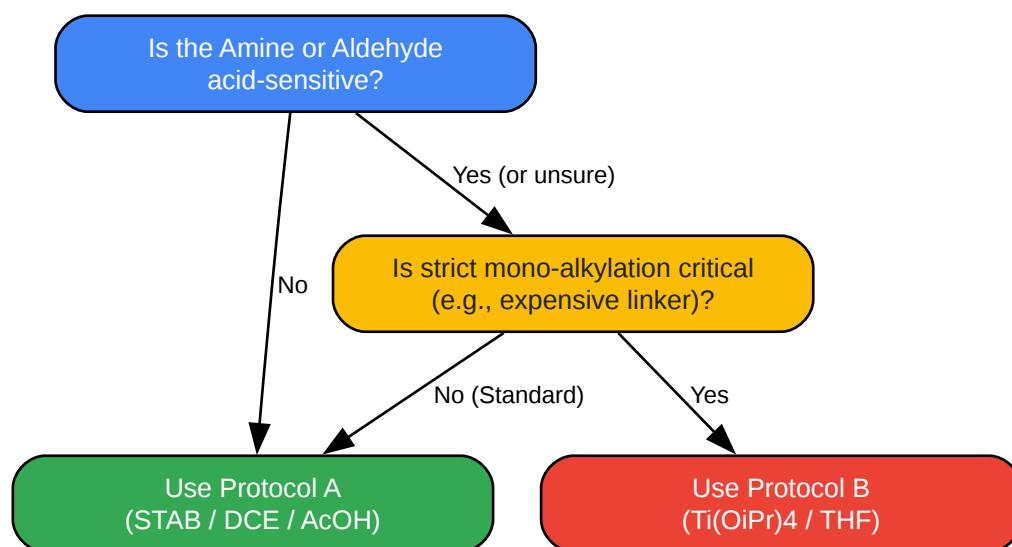 Is the Amine or Aldehyde
acid-sensitive?
Yes (or unsure)
Is strict mono-alkylation critical
(e.g., expensive linker)?
No
No (Standard)
Yes
Use Protocol A
(STAB / DCE / AcOH)
Use Protocol B
(Ti(OiPr)4 / THF)